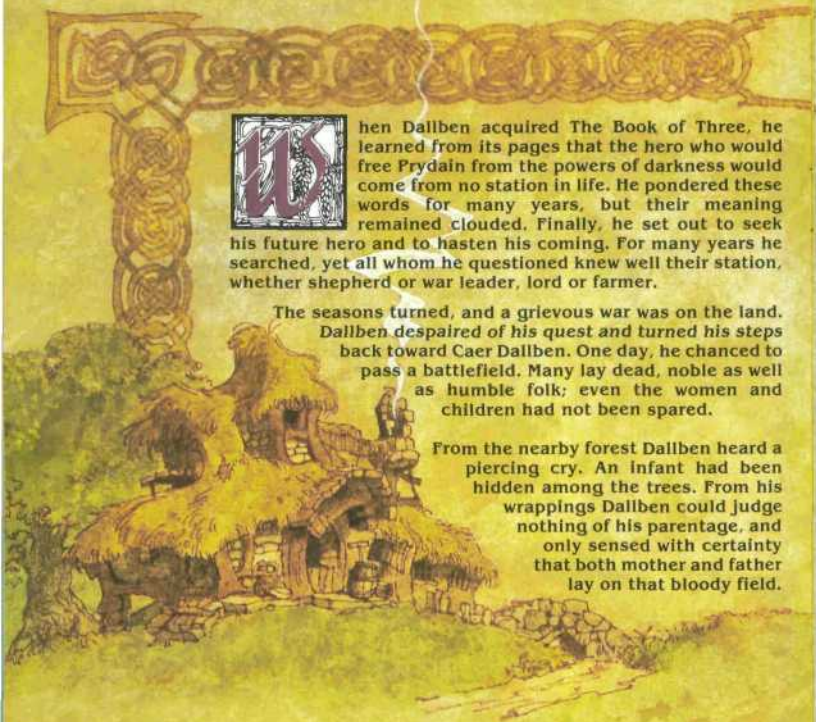 When Dallben acquired The Book of Three, he
learned from its pages that the hero who would
free Prydain from the powers of darkness would
come from no station in life. He pondered these
words for many years, but their meaning
remained clouded. Finally, he set out to seek
his future hero and to hasten his coming. For many years he
searched, yet all whom he questioned knew well their station,
whether shepherd or war leader, lord or farmer.
The seasons turned, and a grievous war was on the land.
Dallben despaired of his quest and turned his steps
back toward Caer Dallben. One day, he chanced to
pass a battlefield. Many lay dead, noble as well
as humble folk; even the women and
children had not been spared.
From the nearby forest Dallben heard a
piercing cry. An infant had been
hidden among the trees. From his
wrappings Dallben could judge
nothing of his parentage, and
only sensed with certainty
that both mother and father
lay on that bloody field.